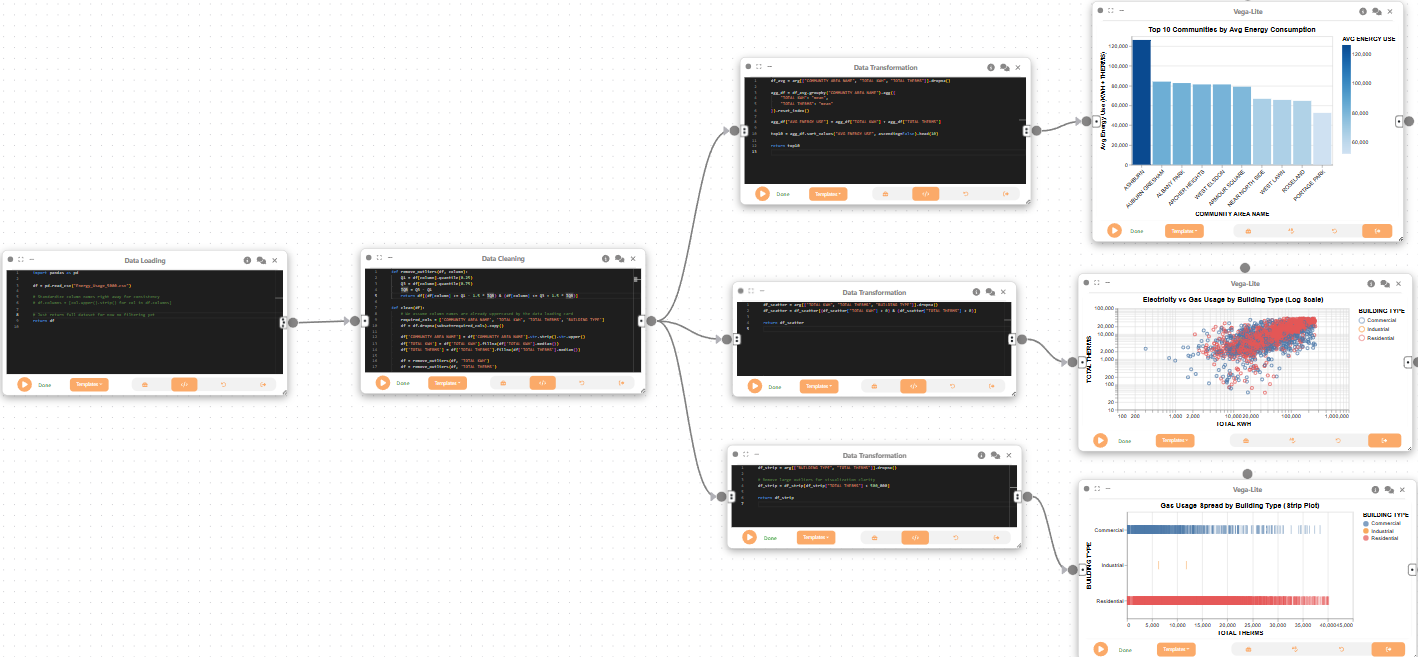 Data Loading
import pandas as pd
df = pd.read_csv("Energy_Usage_5000.csv")
# Standardize column names right away for consistency
# df.columns = [col.upper().strip() for col in df.columns]
# Just return full dataset for now or filtering yet
return df
Done
Templates
Data Cleaning
def remove_outliers(df, column):
Q1 = df[column].quantile(0.25)
Q3 = df[column].quantile(0.75)
IQR = Q3 - Q1
return df[(df[column] >= Q1 - 1.5 * IQR) & (df[column] <= Q3 + 1.5 * IQR)]
def clean(df):
# We assume column names are already uppercased by the data loading card
required_cols = ["COMMUNITY AREA NAME", "TOTAL KWH", "TOTAL THERMS", "BUILDING TYPE"]
df = df.dropna(subset=required_cols).copy()
df["COMMUNITY AREA NAME"] = df["COMMUNITY AREA NAME"].str.strip().str.upper()
df["TOTAL KWH"] = df["TOTAL KWH"].fillna(df["TOTAL KWH"].median())
df["TOTAL THERMS"] = df["TOTAL THERMS"].fillna(df["TOTAL THERMS"].median())
df = remove_outliers(df, "TOTAL KWH")
df = remove_outliers(df, "TOTAL THERMS")
Done
Templates
Data Transformation
df_avg = arg[["COMMUNITY AREA NAME", "TOTAL KWH", "TOTAL THERMS"]].dropna()
agg_df = df_avg.groupby("COMMUNITY AREA NAME").agg({
"TOTAL KWH": "mean",
"TOTAL THERMS": "mean"
}).reset_index()
agg_df["AVG ENERGY USE"] = agg_df["TOTAL KWH"] + agg_df["TOTAL THERMS"]
top10 = agg_df.sort_values("AVG ENERGY USE", ascending=False).head(10)
return top10
Done
Templates
Data Transformation
df_scatter = arg[["TOTAL KWH", "TOTAL THERMS", "BUILDING TYPE"]].dropna()
df_scatter = df_scatter[(df_scatter["TOTAL KWH"] > 0) & (df_scatter["TOTAL THERMS"] > 0)]
return df_scatter
Done
Templates
Data Transformation
df_strip = arg[["BUILDING TYPE", "TOTAL THERMS"]].dropna()
# Remove large outliers for visualization clarity
df_strip = df_strip[df_strip["TOTAL THERMS"] < 500_000]
return df_strip
Done
Templates
Vega-Lite
Top 10 Communities by Avg Energy Consumption
Avg Energy Use (KWH + THERMS)
120,000
100,000
80,000
60,000
40,000
20,000
0
ASHBURN
AUBURN GRESHAM
ALBANY PARK
ARCHER HEIGHTS
WEST ELSDON
ARMOUR SQUARE
NEAR NORTH SIDE
WEST LAWN
ROSELAND
PORTAGE PARK
COMMUNITY AREA NAME
AVG ENERGY USE
120,000
100,000
80,000
60,000
Done
Templates
Vega-Lite
Electricity vs Gas Usage by Building Type (Log Scale)
TOTAL THERMS
100,000
20,000
10,000
2,000
1,000
200
100
20
10
100 200 1,000 2,000 10,000 20,000 100,000 1,000,000
TOTAL KWH
BUILDING TYPE
Commercial
Industrial
Residential
Done
Templates
Vega-Lite
Gas Usage Spread by Building Type (Strip Plot)
BUILDING TYPE
Commercial
Industrial
Residential
0 5,000 10,000 15,000 20,000 25,000 30,000 35,000 40,000 45,000
TOTAL THERMS
BUILDING TYPE
Commercial
Industrial
Residential
Done
Templates